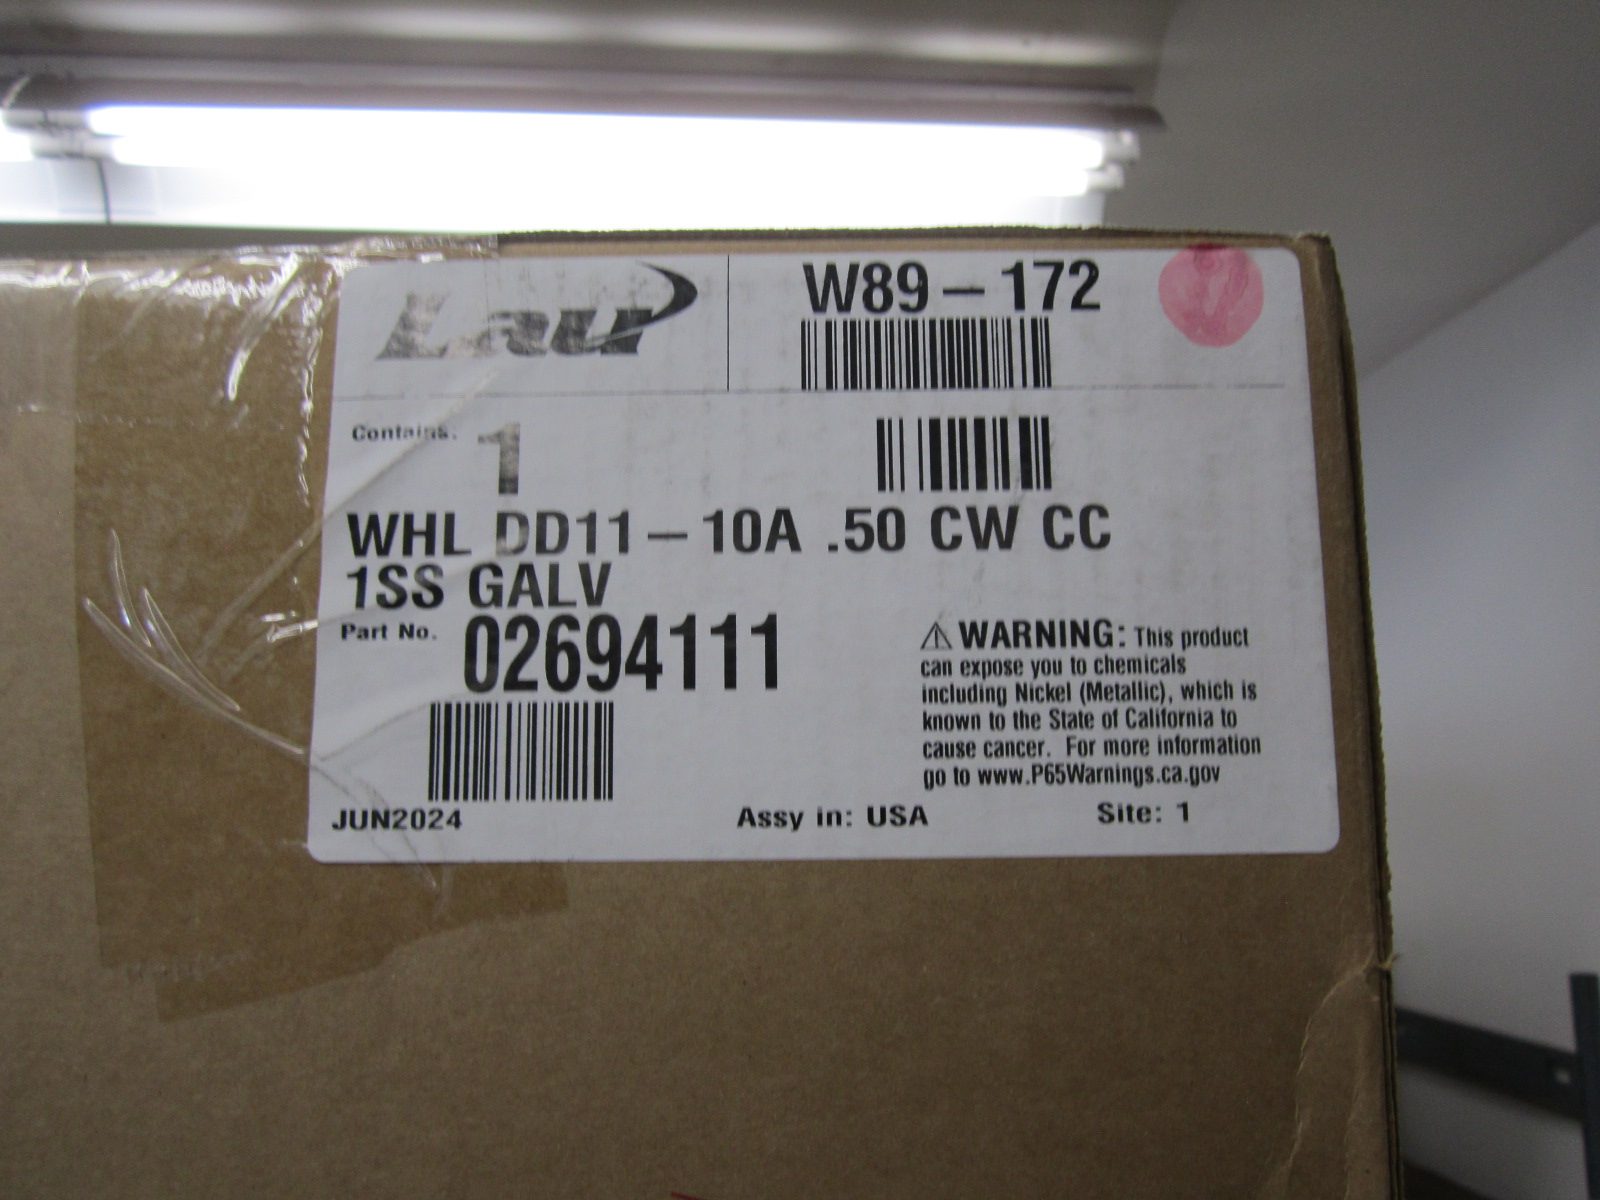 Lau
W89-172
Contains:
1
WHL DD11-10A .50 CW CC
1SS GALV
Part No. 02694111
⚠ WARNING: This product
can expose you to chemicals
including Nickel (Metallic), which is
known to the State of California to
cause cancer. For more information
go to www.P65Warnings.ca.gov
JUN2024
Assy in: USA
Site: 1